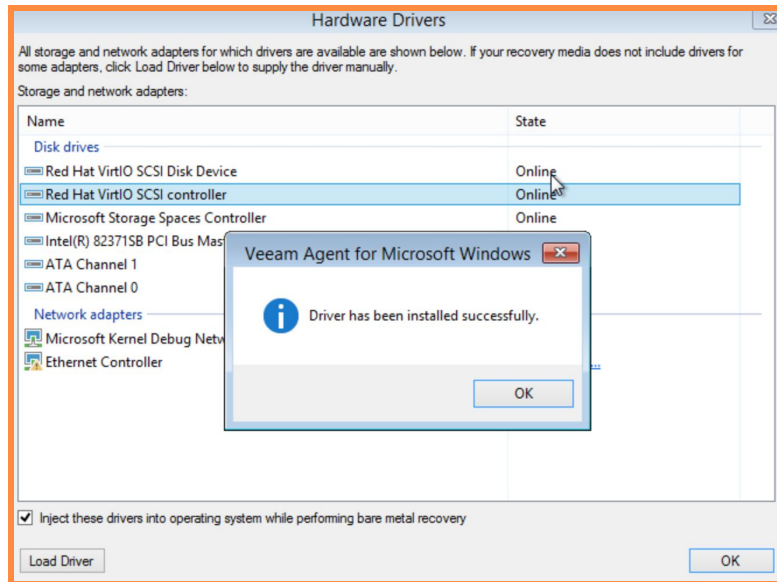 Hardware Drivers
All storage and network adapters for which drivers are available are shown below. If your recovery media does not include drivers for
some adapters, click Load Driver below to supply the driver manually.
Storage and network adapters:
Name State
Disk drives
Red Hat VirtIO SCSI Disk Device Online
Red Hat VirtIO SCSI controller Online
Microsoft Storage Spaces Controller Online
Intel(R) 82371SB PCI Bus Mas
ATA Channel 1
ATA Channel 0
Network adapters
Microsoft Kernel Debug Netw
Ethernet Controller
...
Veeam Agent for Microsoft Windows
Driver has been installed successfully.
OK
Inject these drivers into operating system while performing bare metal recovery
Load Driver OK